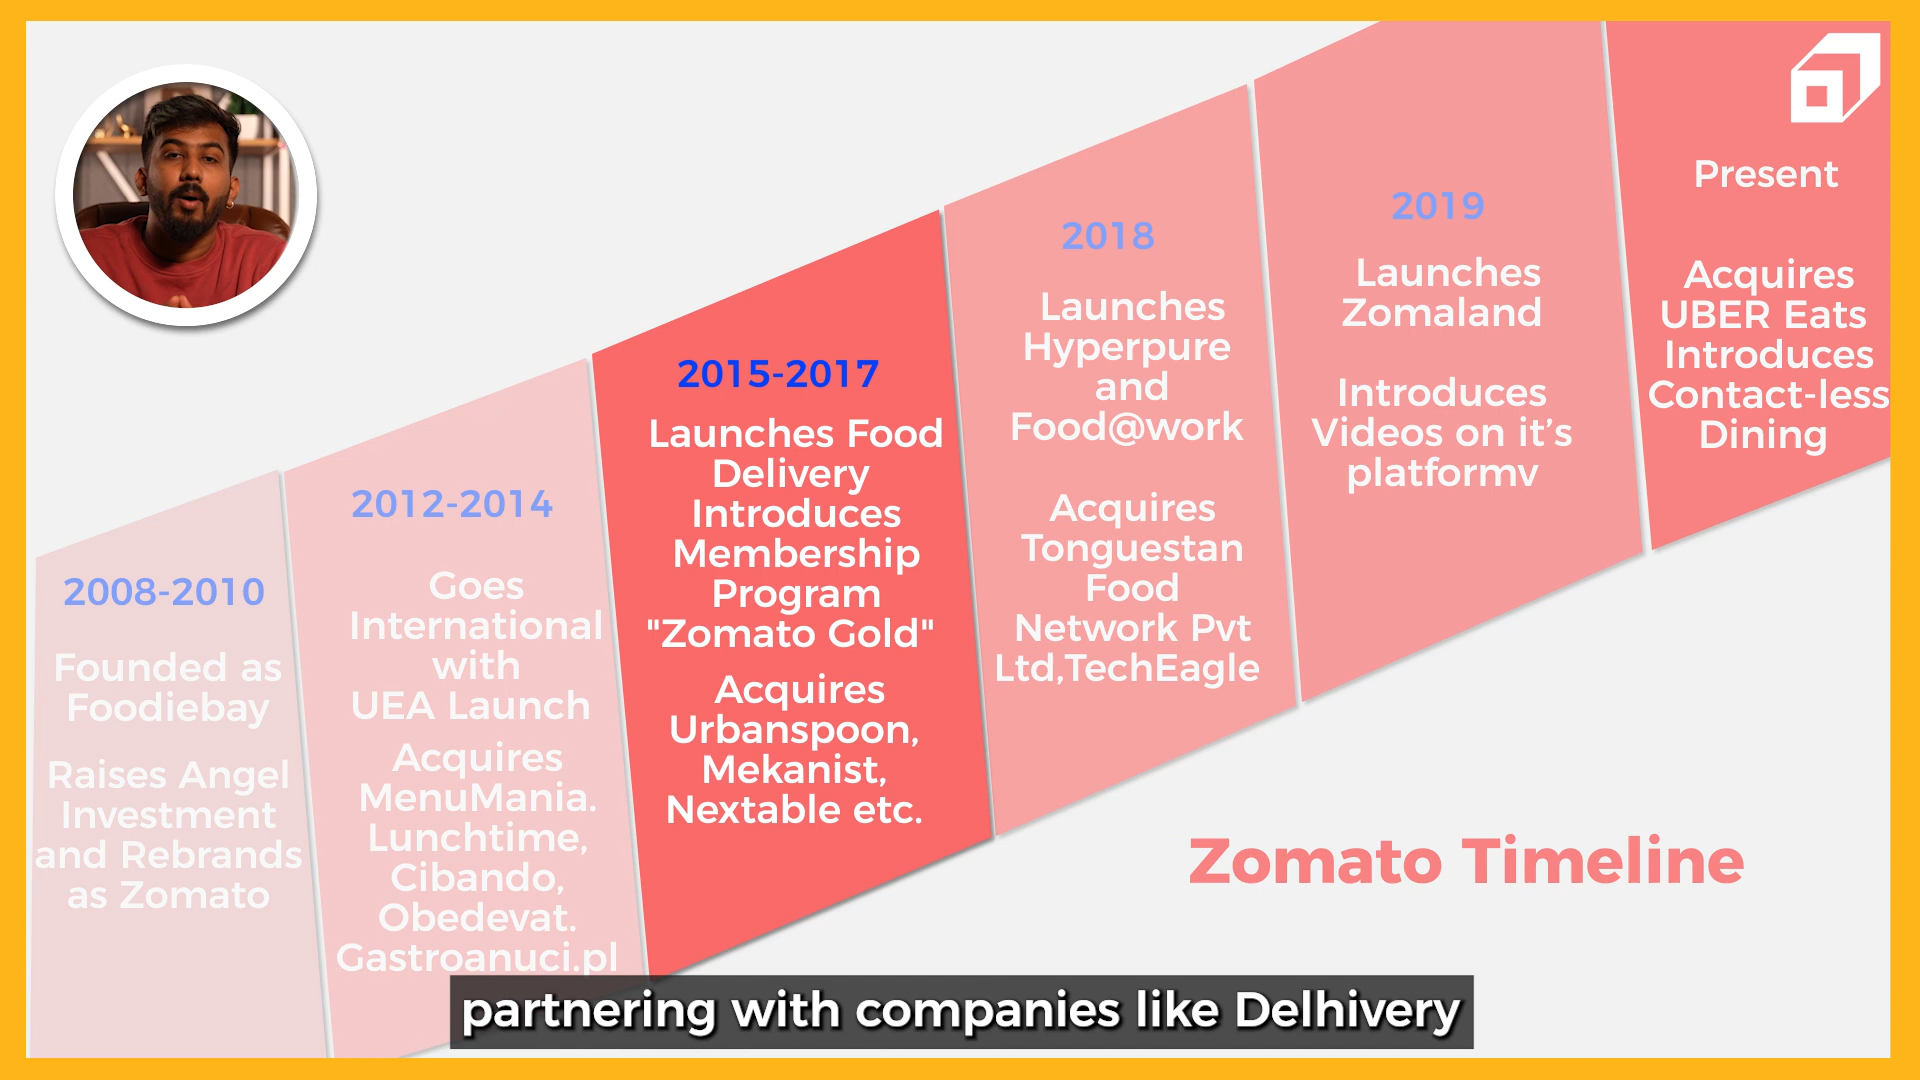 2008-2010
Founded as
Foodiebay
Raises Angel
Investment
and Rebrands
as Zomato
2012-2014
Goes
International
with
UEA Launch
Acquires
MenuMania.
Lunchtime,
Cibando,
Obedevat.
Gastroanuci.pl
2015-2017
Launches Food
Delivery
Introduces
Membership
Program
"Zomato Gold"
Acquires
Urbanspoon,
Mekanist,
Nextable etc.
2018
Launches
Hyperpure
and
Food@work
Acquires
Tonguestan
Food
Network Pvt
Ltd,TechEagle
2019
Launches
Zomaland
Introduces
Videos on it's
platformv
Present
Acquires
UBER Eats
Introduces
Contact-less
Dining
Zomato Timeline
partnering with companies like Delhivery